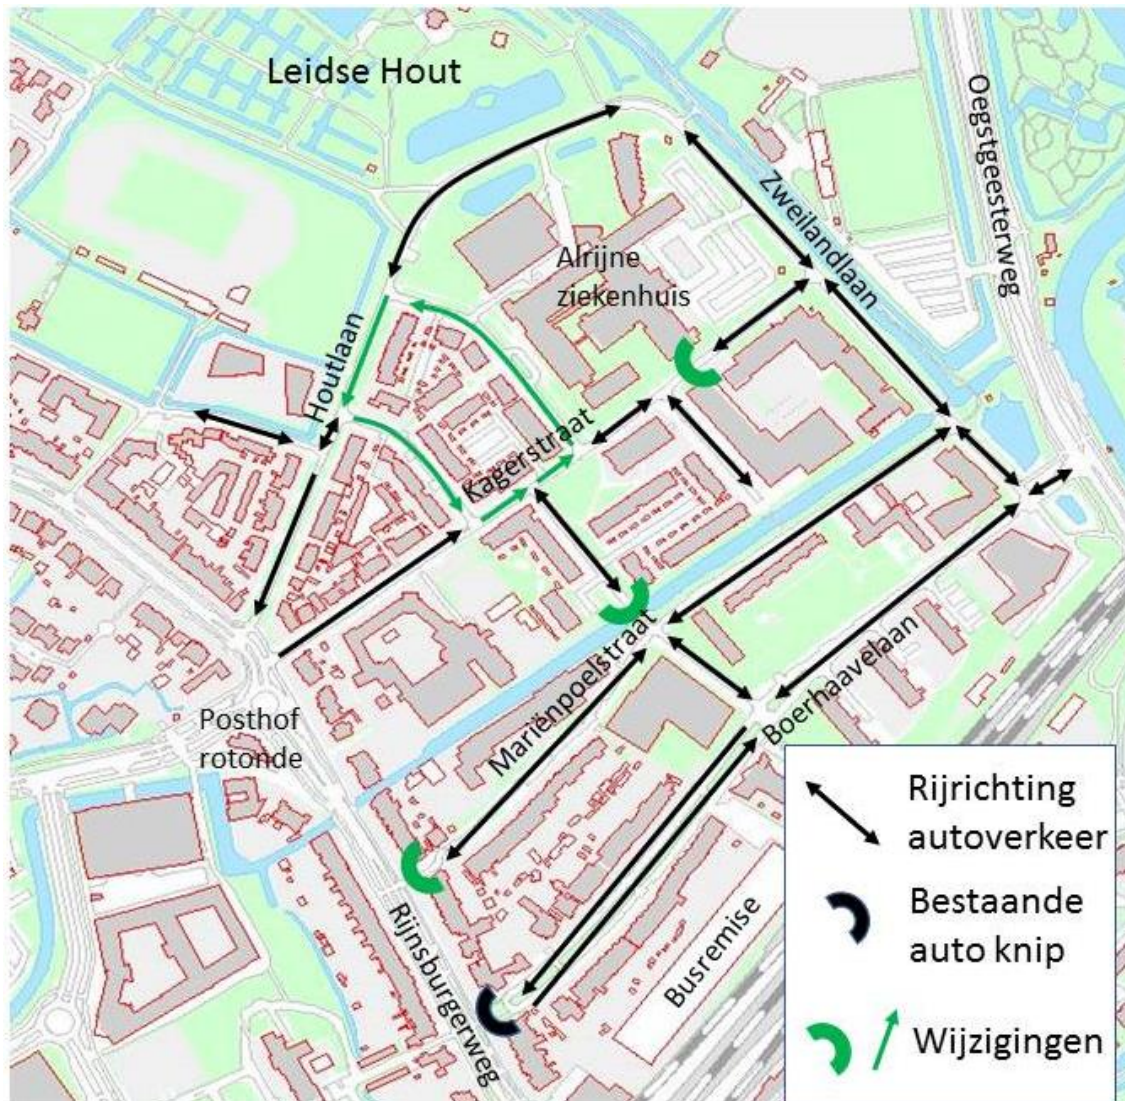 Leidse Hout
Oegstgeesterweg
Zweilandlaan
Alrijne
ziekenhuis
Houtlaan
Kagerstraat
Mariënpoelstraat
Boerhaavelaan
Posthof
rotonde
Rijnsburgerweg
Busremise
Rijrichting
autoverkeer
Bestaande
auto knip
Wijzigingen